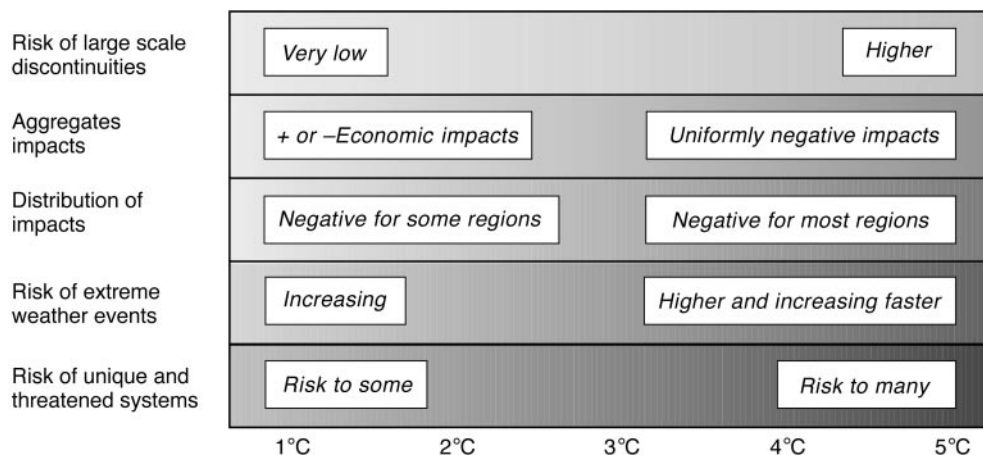 Risk of large scale
discontinuities
Very low
Higher
Aggregates
impacts
+ or –Economic impacts
Uniformly negative impacts
Distribution of
impacts
Negative for some regions
Negative for most regions
Risk of extreme
weather events
Increasing
Higher and increasing faster
Risk of unique and
threatened systems
Risk to some
Risk to many
1°C 2°C 3°C 4°C 5°C